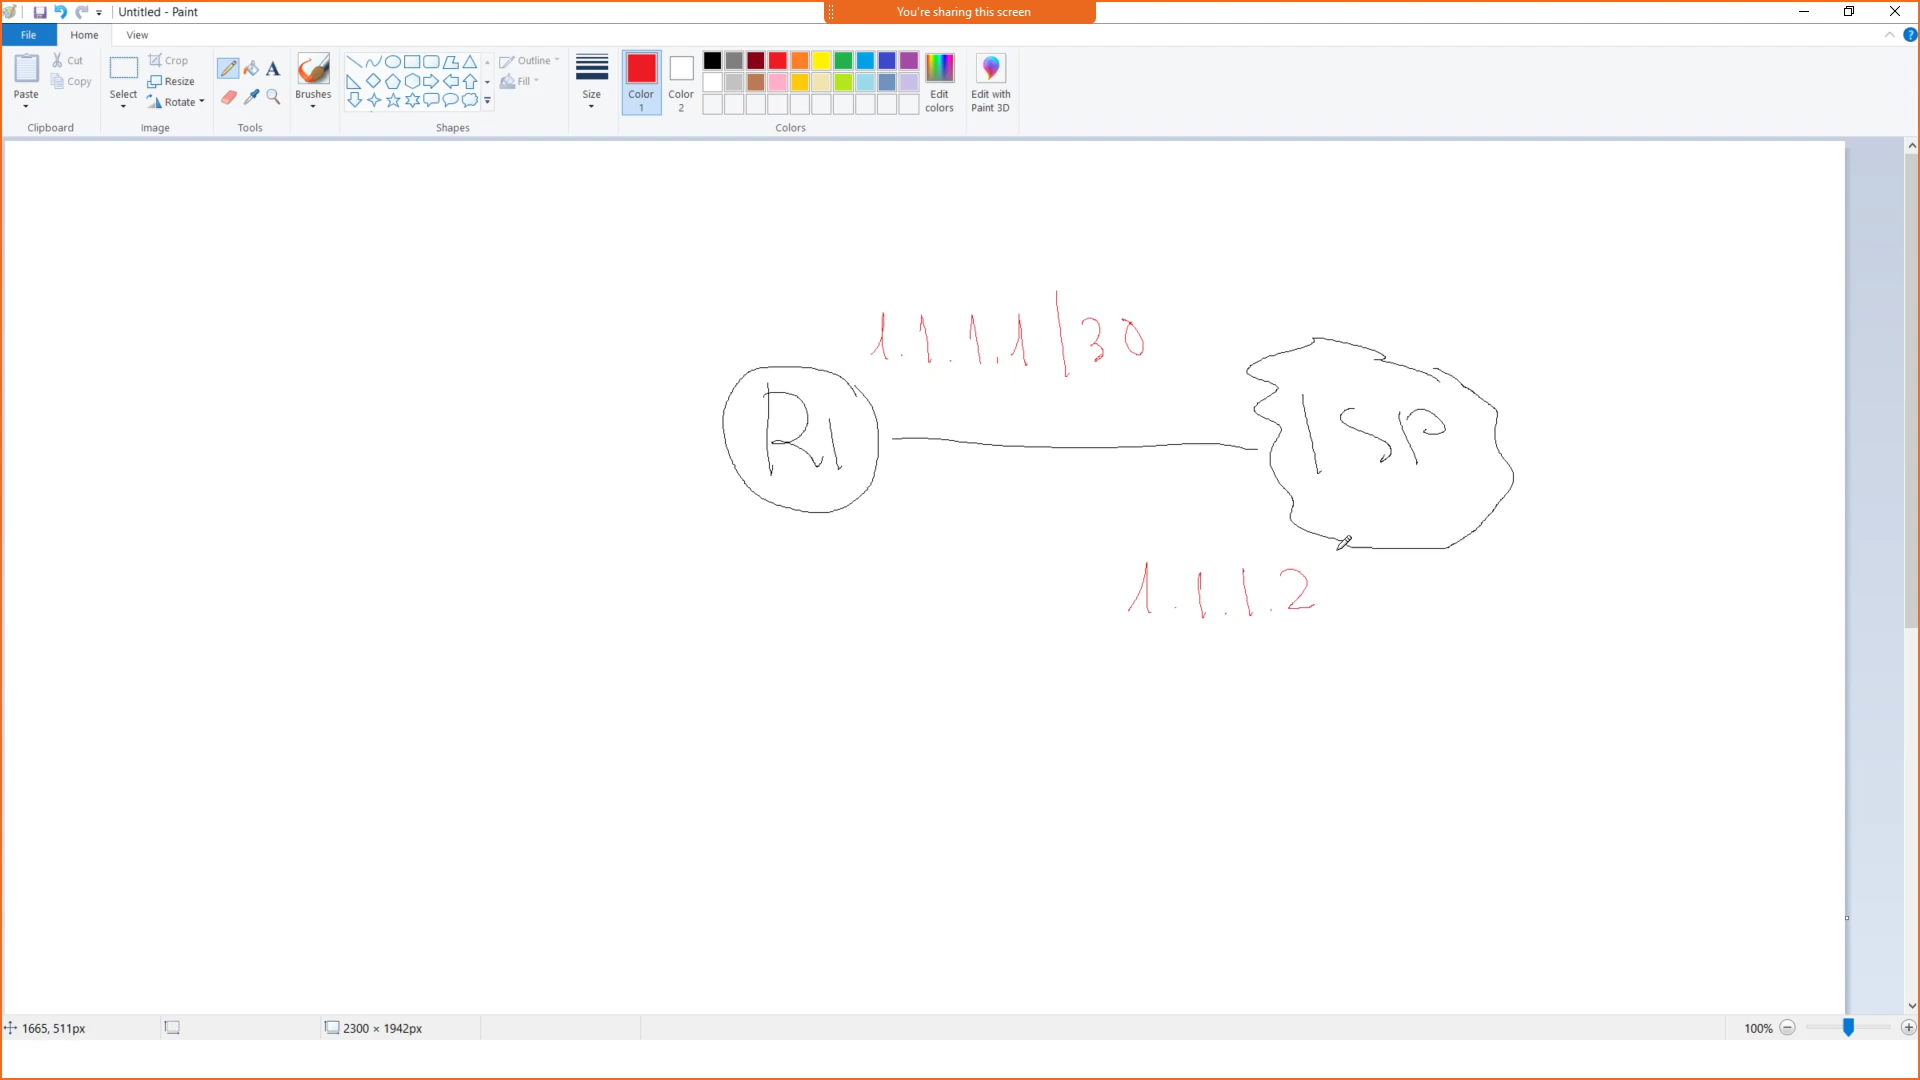 Untitled - Paint
You're sharing this screen
File
Home
View
Paste
Cut
Copy
Clipboard
Select
Crop
Resize
Rotate
Image
A
Tools
Brushes
Outline
Fill
Shapes
Size
Color
1
Color
2
Edit
colors
Colors
Edit with
Paint 3D
1.1.1.1/30
R1
ISP
1.1.1.2
1665, 511px
2300 × 1942px
100%